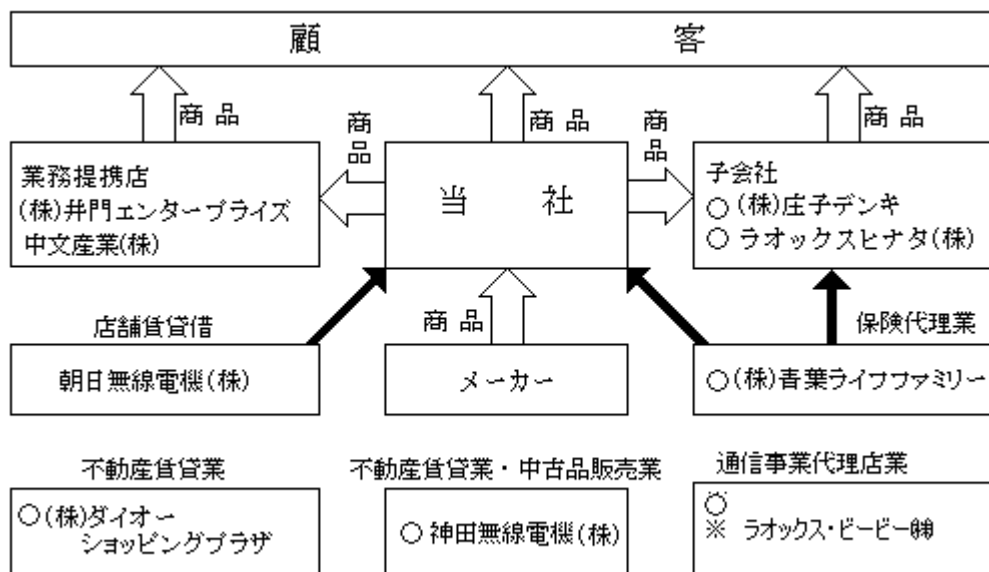 顧 客
商 品
商 品
商 品
商 品
商 品
業務提携店
(株)井門エンタープライズ
中文産業(株)
当 社
子会社
○(株)庄子デンキ
○ ラオックスヒナタ(株)
店舗賃貸借
商 品
保険代理業
朝日無線電機(株)
メーカー
○(株)青葉ライフファミリー
不動産賃貸業
不動産賃貸業・中古品販売業
通信事業代理店業
○(株)ダイオー
ショッピングプラザ
○ 神田無線電機(株)
○
※ ラオックス・ビービー㈱